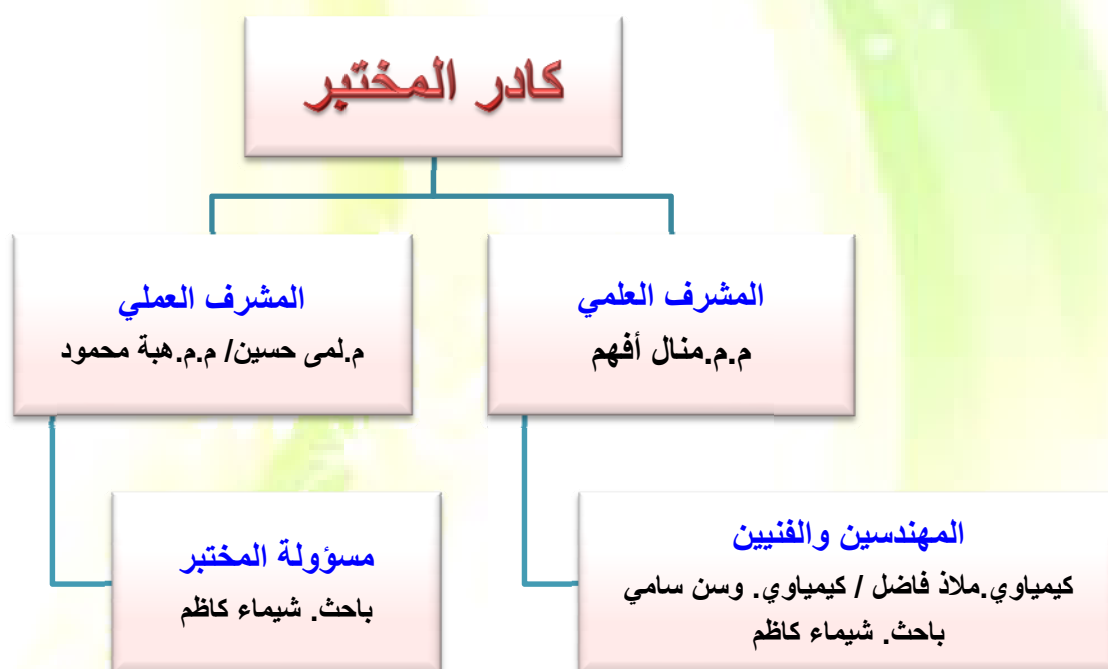 كادر المختبر
المشرف العلمي
م.م.منال أفهم
المشرف العملي
م.لمى حسين/ م.م.هبة محمود
المهندسين والفنيين
كيمياوي.ملاذ فاضل / كيمياوي. وسن سامي
باحث. شيماء كاظم
مسؤولة المختبر
باحث. شيماء كاظم